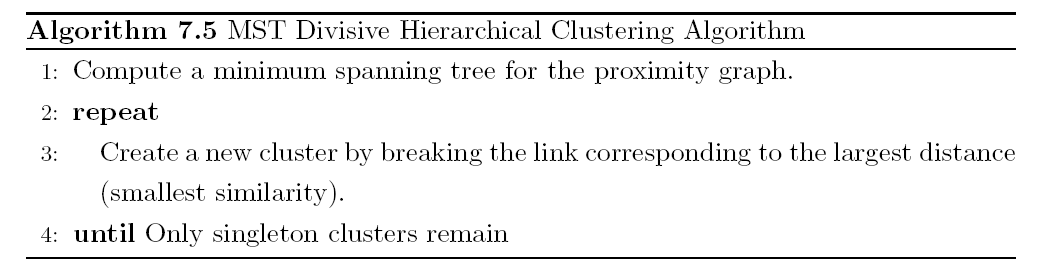 Algorithm 7.5 MST Divisive Hierarchical Clustering Algorithm
1: Compute a minimum spanning tree for the proximity graph.
2: repeat
3: Create a new cluster by breaking the link corresponding to the largest distance
(smallest similarity).
4: until Only singleton clusters remain